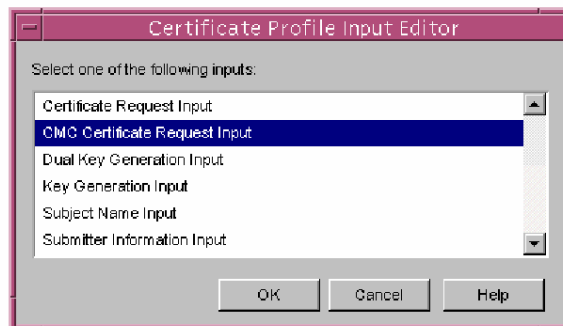 Certificate Profile Input Editor
Select one of the following inputs:
Certificate Request Input
CMC Certificate Request Input
Dual Key Generation Input
Key Generation Input
Subject Name Input
Submitter Information Input
OK Cancel Help